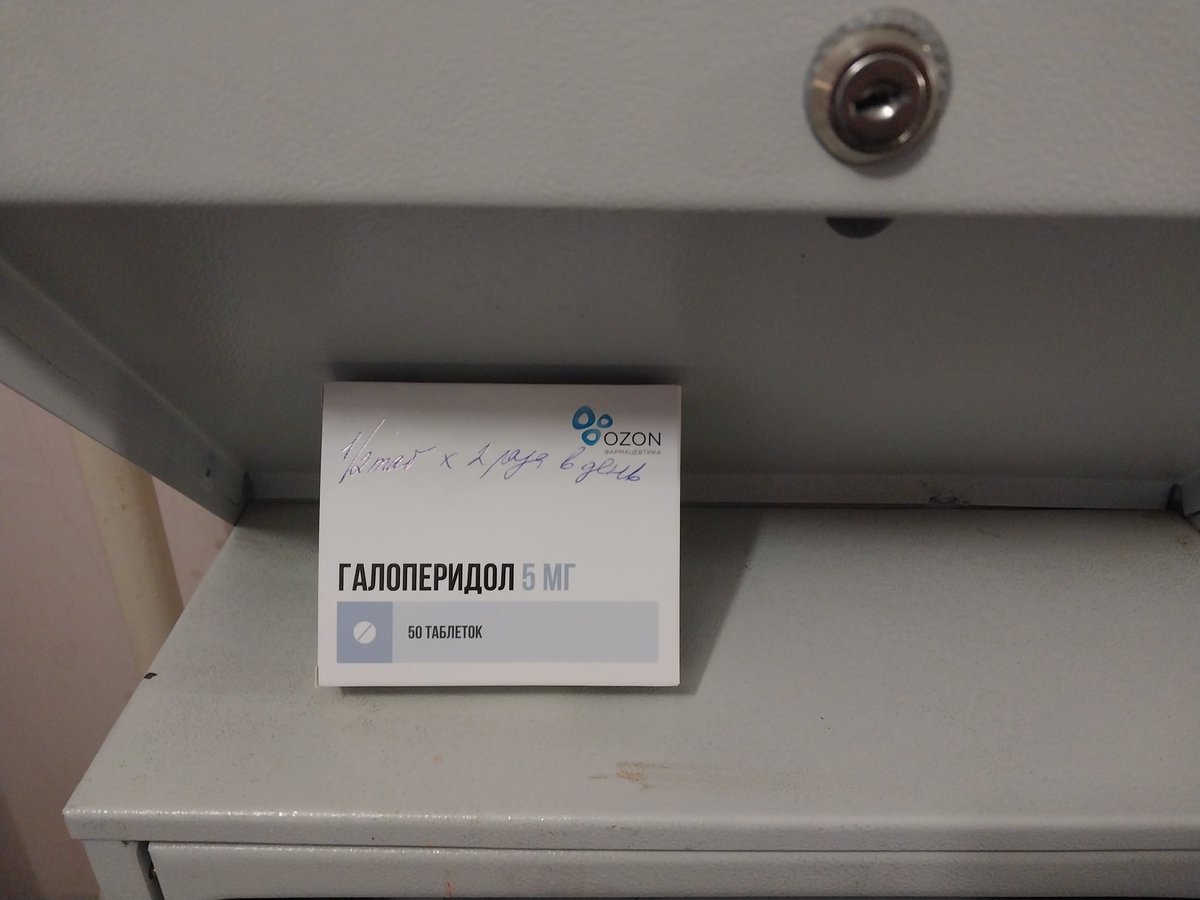 OZON
ФАРМАЦЕВТИКА
1/2 таб х 2 раза в день
ГАЛОПЕРИДОЛ 5 МГ
50 ТАБЛЕТОК